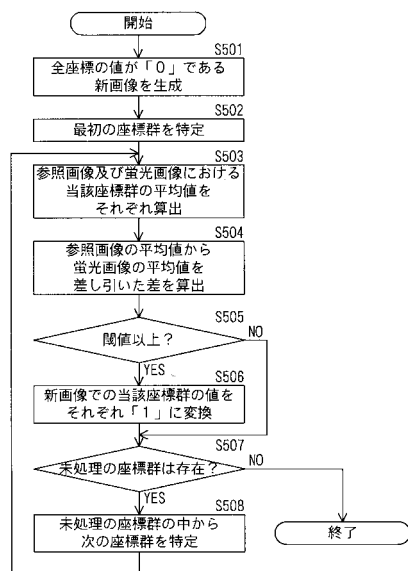 開始
S501
全座標の値が「0」である
新画像を生成
S502
最初の座標群を特定
S503
参照画像及び蛍光画像における
当該座標群の平均値を
それぞれ算出
S504
参照画像の平均値から
蛍光画像の平均値を
差し引いた差を算出
S505
閾値以上?
NO
YES
S506
新画像での当該座標群の値を
それぞれ「1」に変換
S507
未処理の座標群は存在?
NO
YES
S508
未処理の座標群の中から
次の座標群を特定
終了